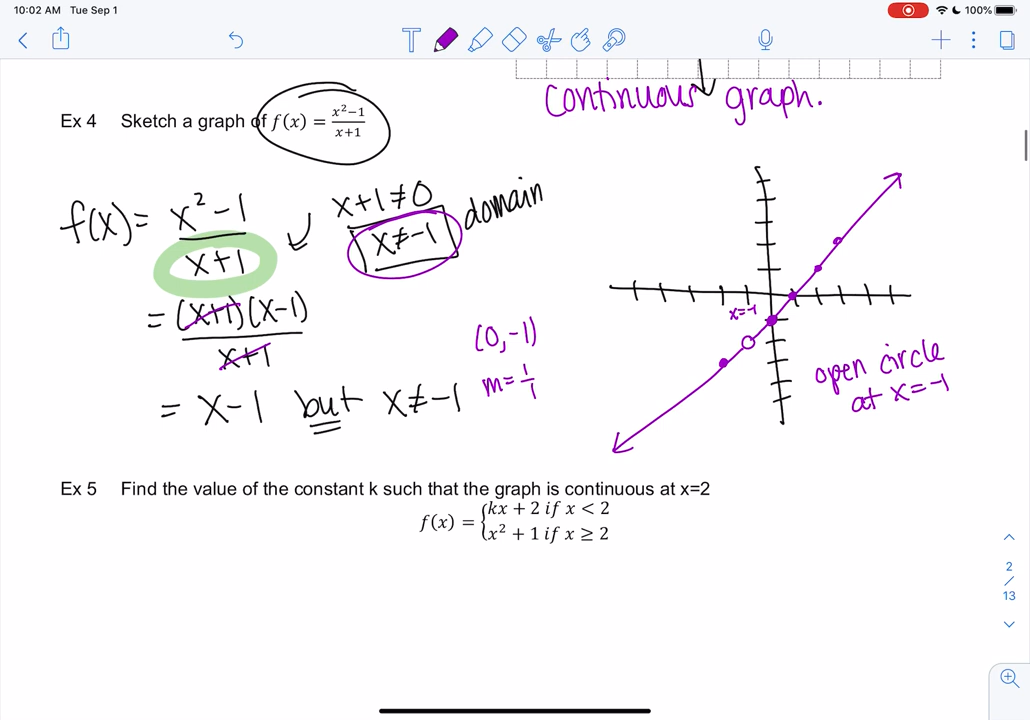 10:02 AM Tue Sep 1
100%
T
continuous graph.
Ex 4 Sketch a graph of f(x) = x²−1 / x+1
f(x) = x² − 1 / x+1
x+1 ≠ 0
x ≠ −1 domain
= (x+1)(x−1) / x+1
(0,−1)
m = 1/1
= x−1 but x ≠ −1
x=−1
open circle
at x=−1
Ex 5 Find the value of the constant k such that the graph is continuous at x=2
f(x) = { kx + 2 if x < 2
x² + 1 if x ≥ 2
2
/
13